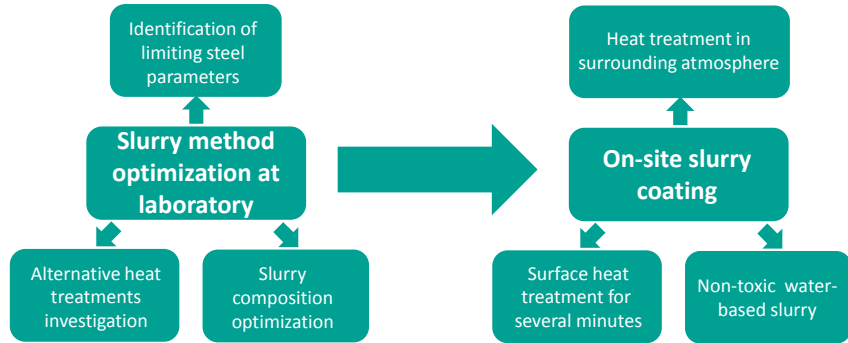 Identification of
limiting steel
parameters
Slurry method
optimization at
laboratory
Alternative heat
treatments
investigation
Slurry
composition
optimization
Heat treatment in
surrounding atmosphere
On-site slurry
coating
Surface heat
treatment for
several minutes
Non-toxic water-
based slurry